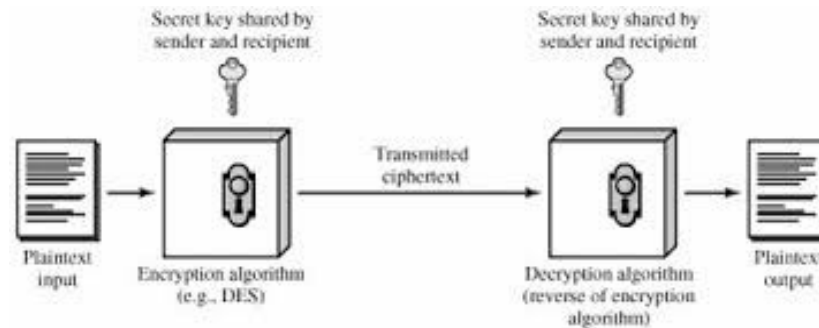 Secret key shared by
sender and recipient
Secret key shared by
sender and recipient
Transmitted
ciphertext
Plaintext
input
Encryption algorithm
(e.g., DES)
Decryption algorithm
(reverse of encryption
algorithm)
Plaintext
output